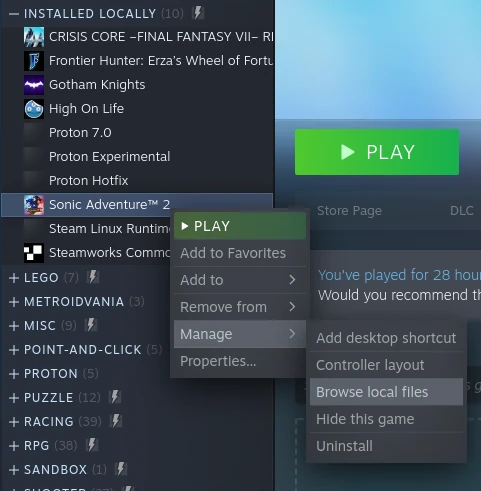 INSTALLED LOCALLY (10)
CRISIS CORE –FINAL FANTASY VII– RE
Frontier Hunter: Erza's Wheel of Fortu
Gotham Knights
High On Life
Proton 7.0
Proton Experimental
Proton Hotfix
Sonic Adventure™ 2
Steam Linux Runtim
Steamworks Commo
LEGO (7)
METROIDVANIA (3)
MISC (9)
POINT-AND-CLICK (5)
PROTON (5)
PUZZLE (12)
RACING (39)
RPG (38)
SANDBOX (1)
PLAY
Add to Favorites
Add to
Remove from
Manage
Properties...
Add desktop shortcut
Controller layout
Browse local files
Hide this game
Uninstall
PLAY
Store Page
DLC
You've played for 28 hour
Would you recommend th